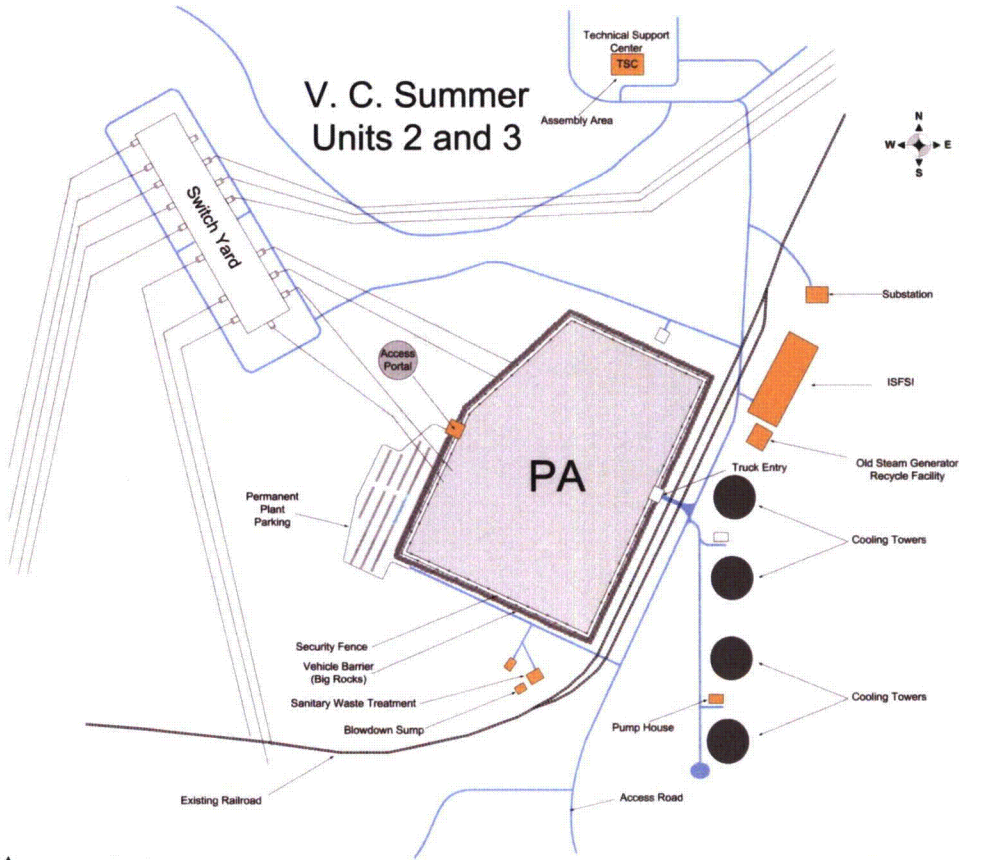 Technical Support
Center
TSC
Assembly Area
V. C. Summer
Units 2 and 3
N
W
E
S
Switch Yard
Substation
Access
Portal
ISFSI
PA
Truck Entry
Old Steam Generator
Recycle Facility
Permanent
Plant
Parking
Cooling Towers
Security Fence
Vehicle Barrier
(Big Rocks)
Sanitary Waste Treatment
Cooling Towers
Blowdown Sump
Pump House
Existing Railroad
Access Road